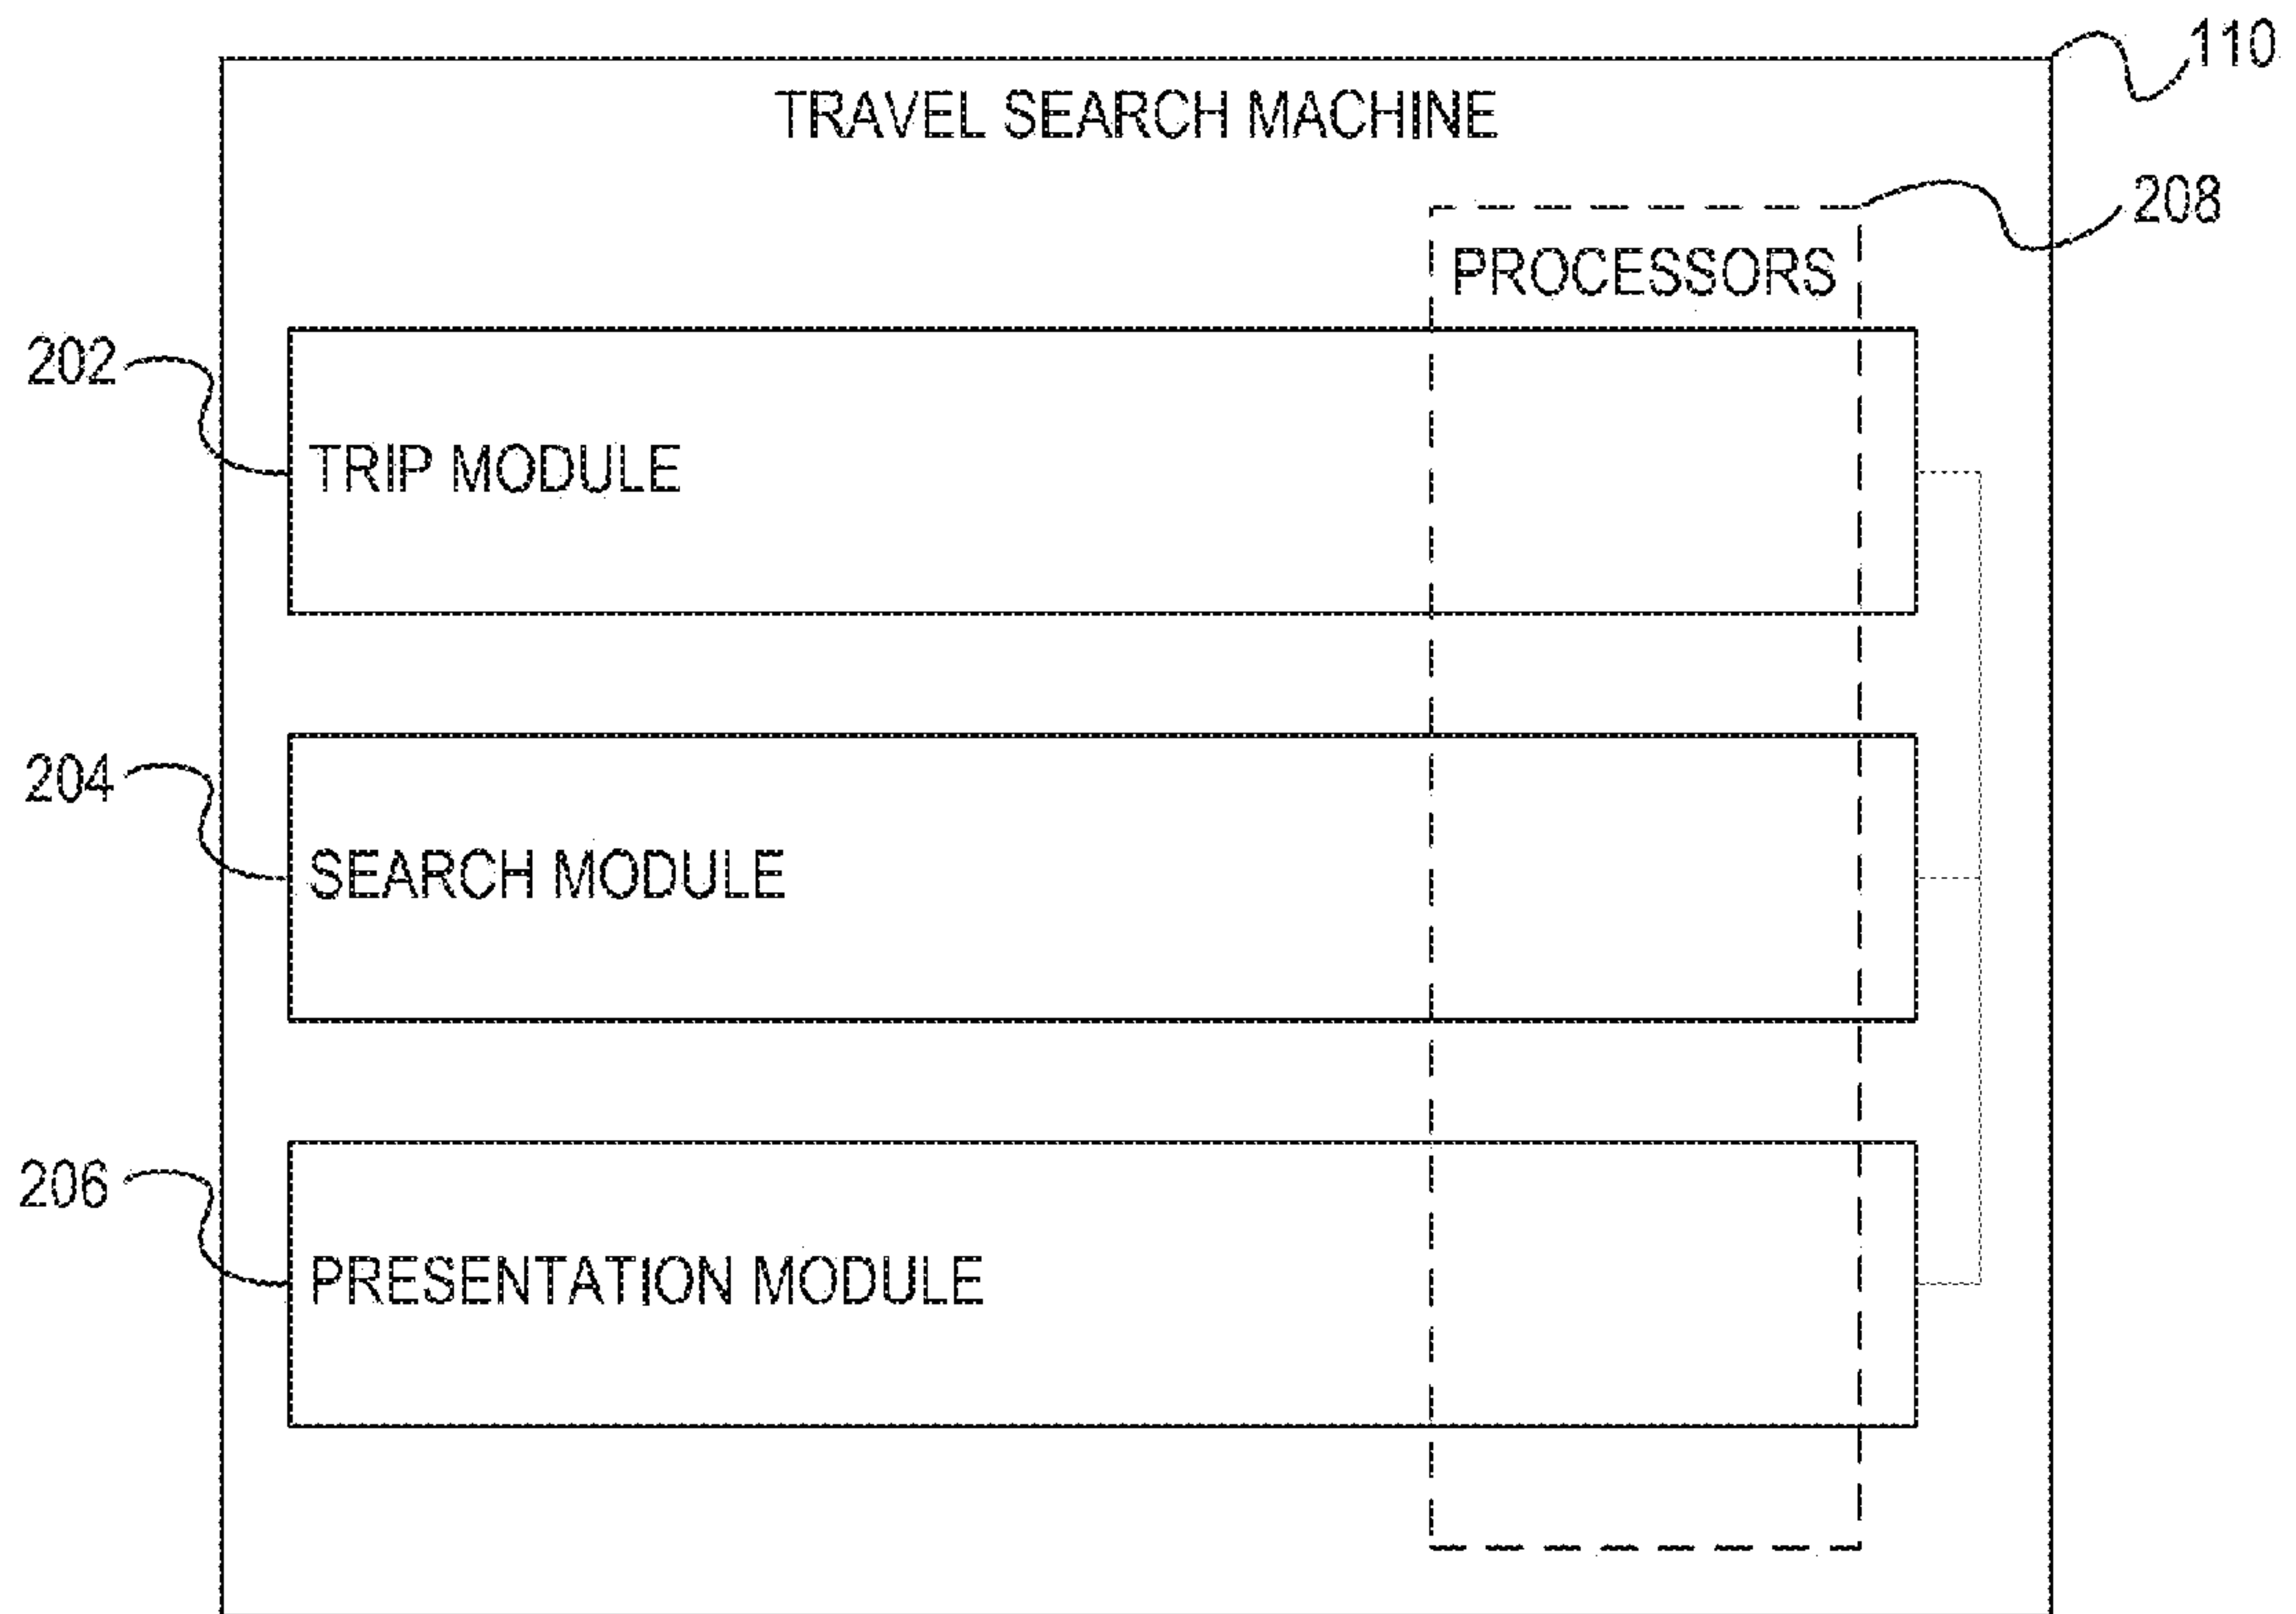 110
TRAVEL SEARCH MACHINE
208
PROCESSORS
202
TRIP MODULE
204
SEARCH MODULE
206
PRESENTATION MODULE